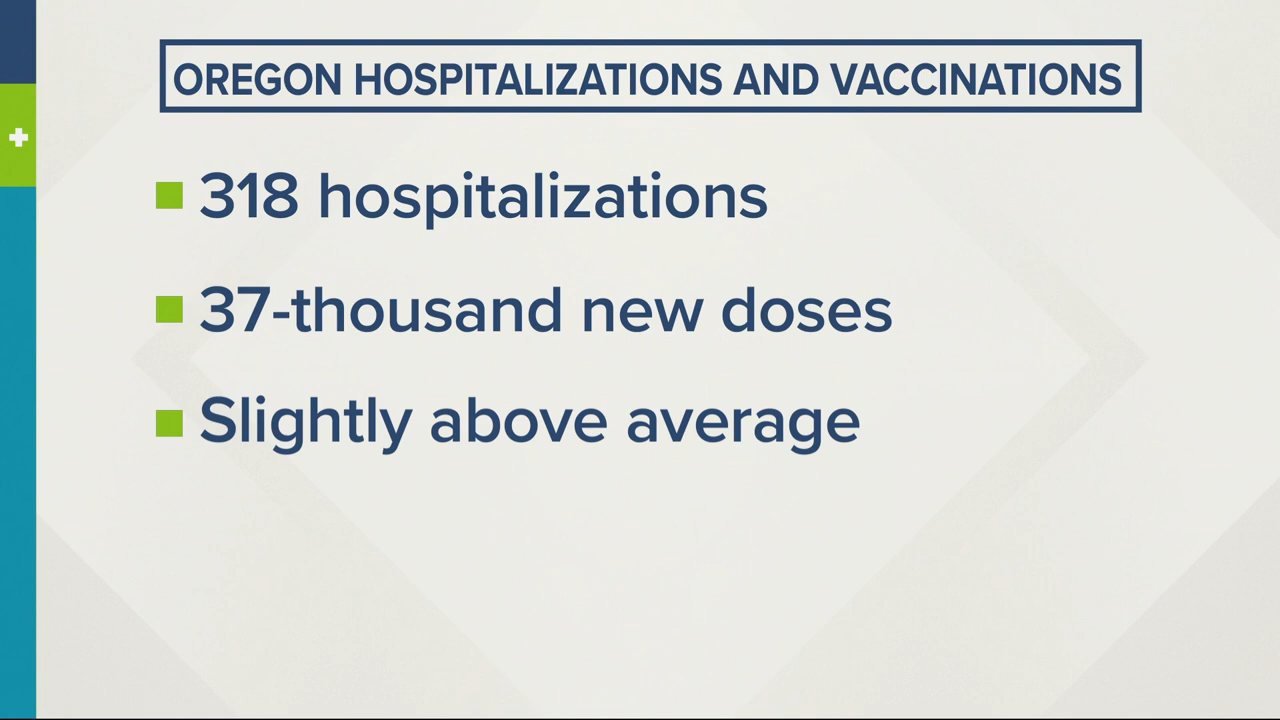 OREGON HOSPITALIZATIONS AND VACCINATIONS
318 hospitalizations
37-thousand new doses
Slightly above average